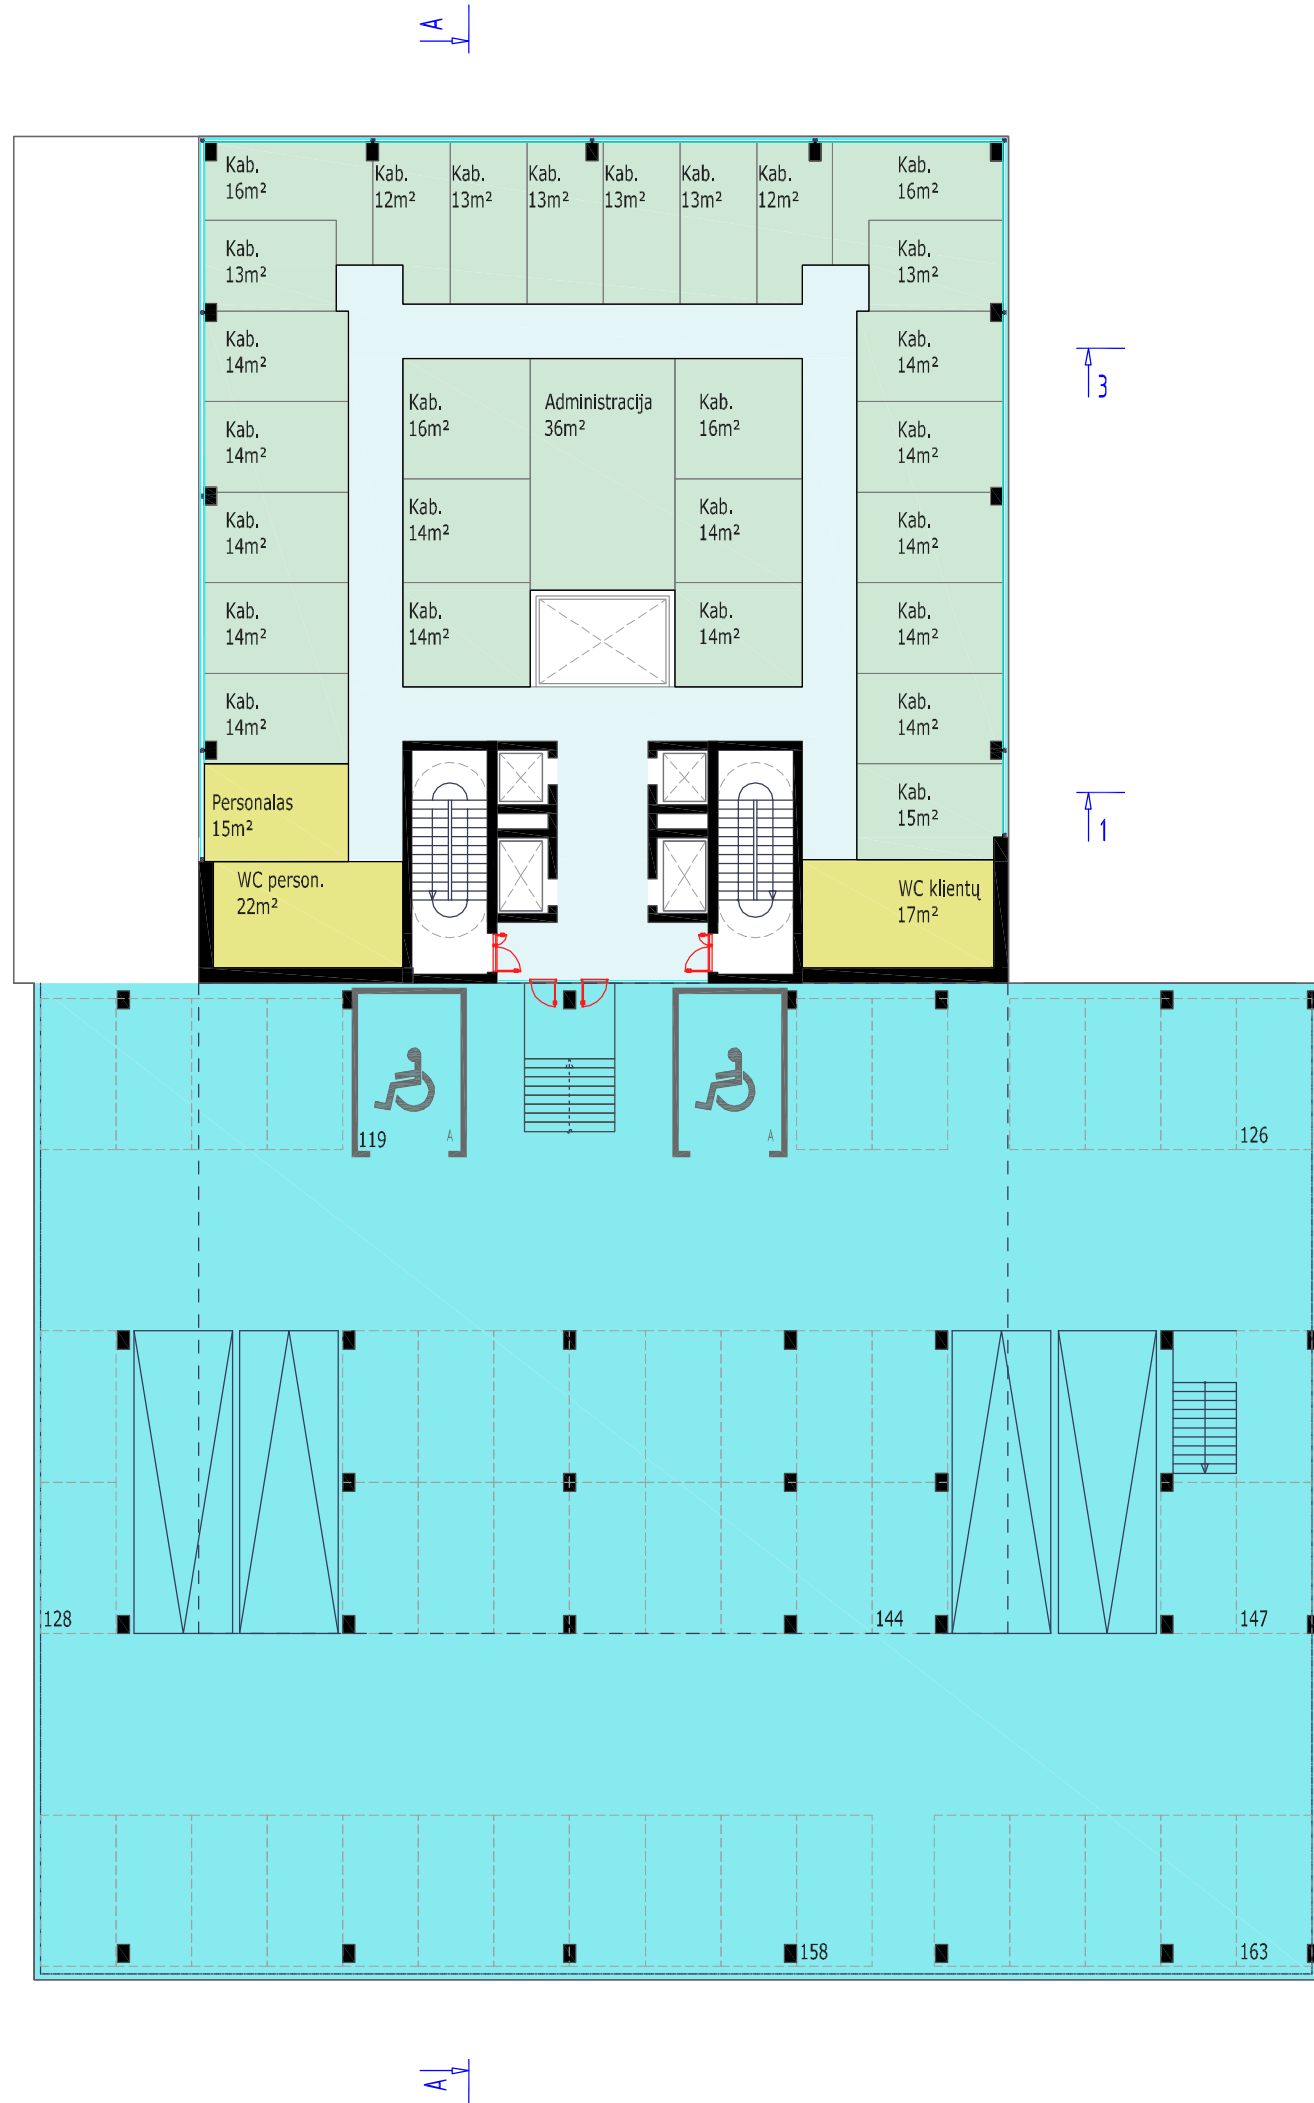 A
Kab.
16m²
Kab.
12m²
Kab.
13m²
Kab.
13m²
Kab.
13m²
Kab.
13m²
Kab.
12m²
Kab.
16m²
Kab.
13m²
Kab.
13m²
Kab.
14m²
Kab.
14m²
3
Kab.
16m²
Administracija
36m²
Kab.
16m²
Kab.
14m²
Kab.
14m²
Kab.
14m²
Kab.
14m²
Kab.
14m²
Kab.
14m²
Kab.
14m²
Kab.
14m²
Kab.
14m²
Kab.
14m²
Kab.
14m²
Kab.
14m²
Personalas
15m²
Kab.
15m²
1
WC person.
22m²
WC klientų
17m²
119
A
A
126
128
144
147
158
163
A